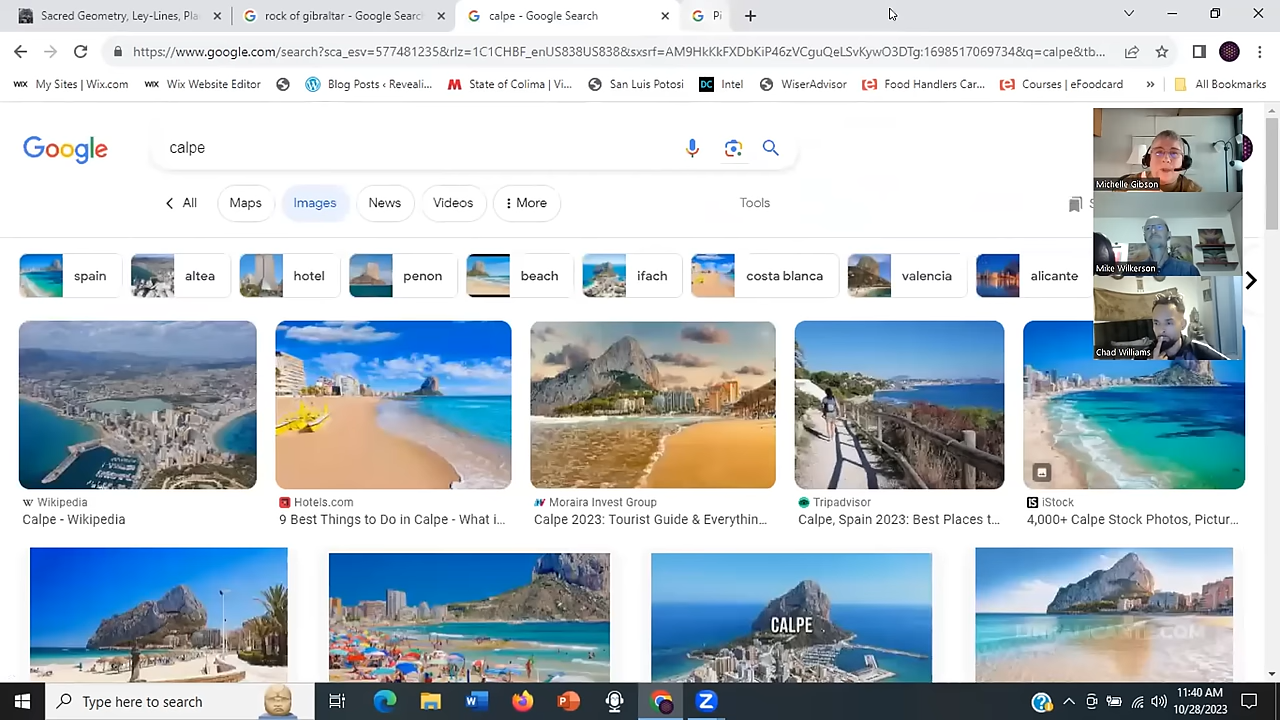 Sacred Geometry, Ley-Lines, Pla
rock of gibraltar - Google Search
calpe - Google Search
Pi
https://www.google.com/search?sca_esv=577481235&rlz=1C1CHBF_enUS838US838&sxsrf=AM9HkKkFXDbKiP46zVCguQeLSvKywO3DTg:1698517069734&q=calpe&tb...
My Sites | Wix.com
Wix Website Editor
Blog Posts ‹ Reveali...
State of Colima | Vi...
San Luis Potosi
DC
Intel
WiserAdvisor
Food Handlers Car...
Courses | eFoodcard
»
All Bookmarks
Google
calpe
All
Maps
Images
News
Videos
More
Tools
Michelle Gibson
Mike Wilkerson
Chad Williams
spain
altea
hotel
penon
beach
ifach
costa blanca
valencia
alicante
Wikipedia
Calpe - Wikipedia
Hotels.com
9 Best Things to Do in Calpe - What i...
Moraira Invest Group
Calpe 2023: Tourist Guide & Everythin...
Tripadvisor
Calpe, Spain 2023: Best Places t...
iStock
4,000+ Calpe Stock Photos, Pictur...
CALPE
Type here to search
11:40 AM
10/28/2023